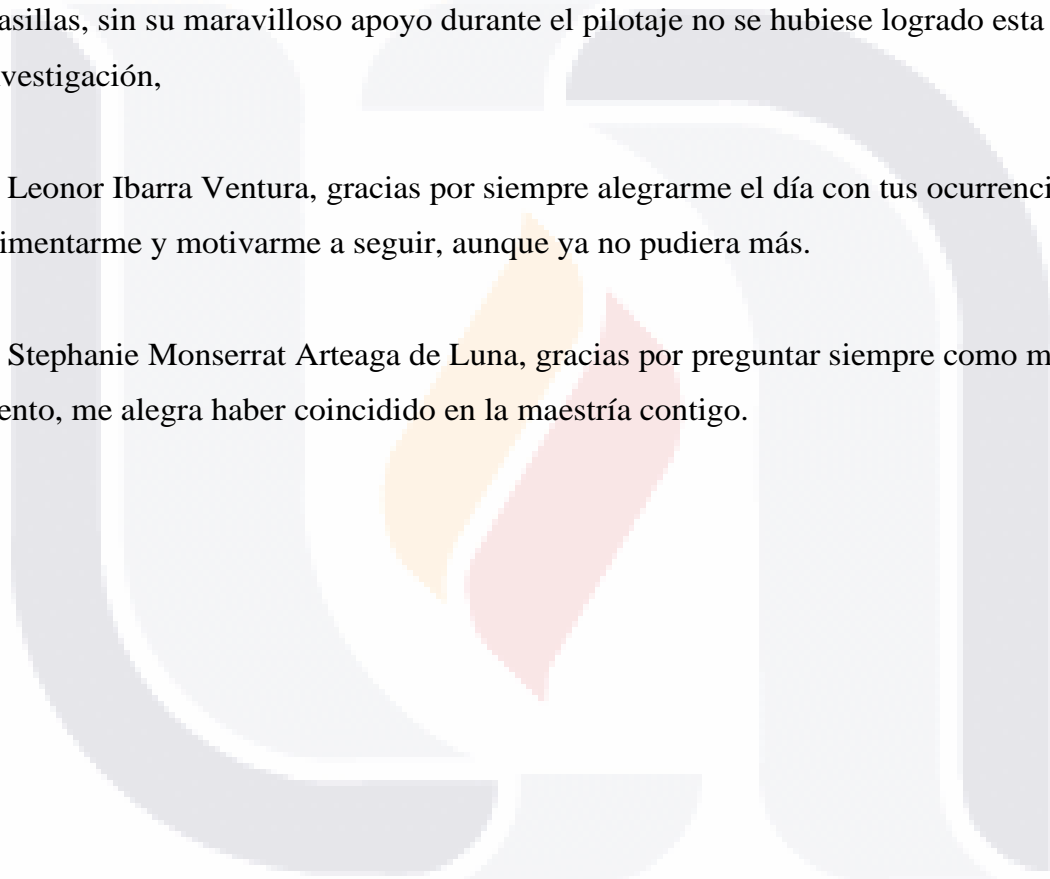 asillas, sin su maravilloso apoyo durante el pilotaje no se hubiese logrado esta
vestigación,
Leonor Ibarra Ventura, gracias por siempre alegrarme el día con tus ocurrenci
imentarme y motivarme a seguir, aunque ya no pudiera más.
Stephanie Monserrat Arteaga de Luna, gracias por preguntar siempre como m
ento, me alegra haber coincidido en la maestría contigo.